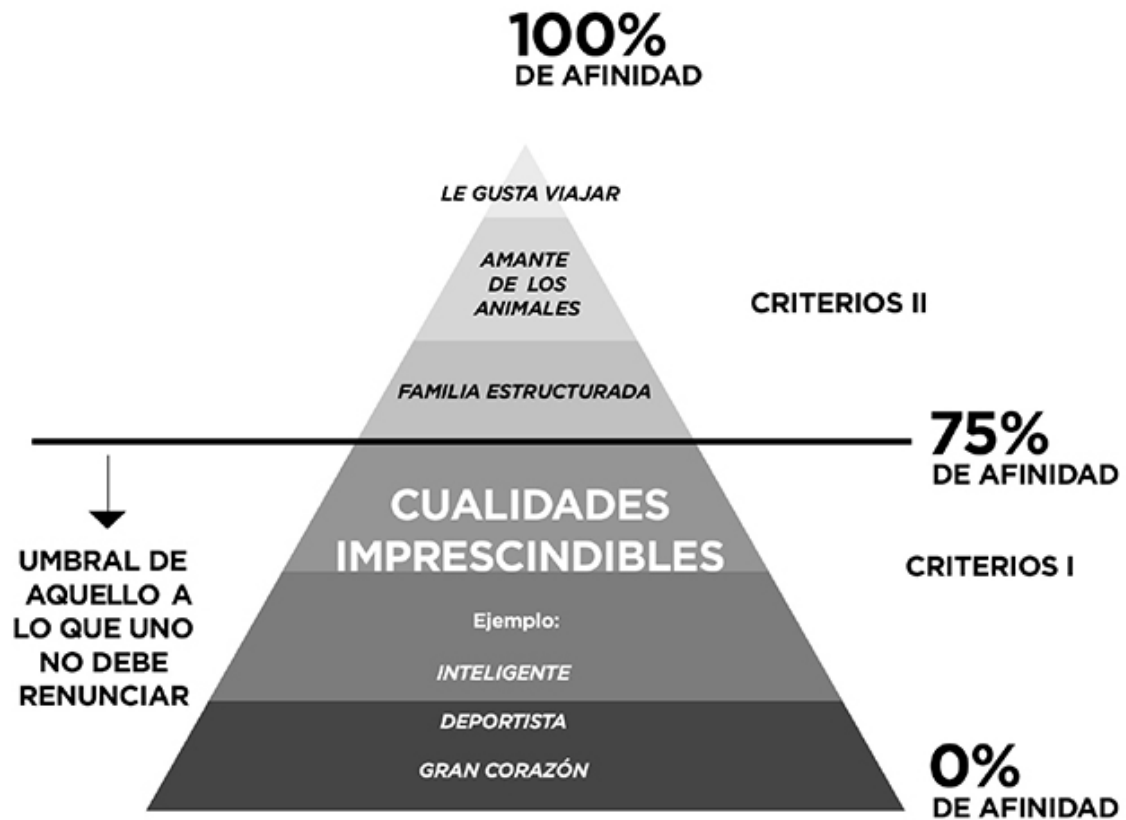 100%
DE AFINIDAD
LE GUSTA VIAJAR
AMANTE
DE LOS
ANIMALES
CRITERIOS II
FAMILIA ESTRUCTURADA
75%
DE AFINIDAD
CUALIDADES
IMPRESCINDIBLES
UMBRAL DE
AQUELLO A
LO QUE UNO
NO DEBE
RENUNCIAR
CRITERIOS I
Ejemplo:
INTELIGENTE
DEPORTISTA
GRAN CORAZÓN
0%
DE AFINIDAD